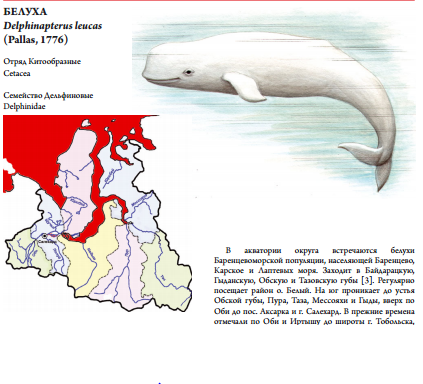 БЕЛУХА
Delphinapterus leucas
(Pallas, 1776)
Отряд Китообразные
Cetacea
Семейство Дельфиновые
Delphinidae
В акватории округа встречаются белухи
Баренцевоморской популяции, населяющей Баренцево,
Карское и Лаптевых моря. Заходит в Байдарацкую,
Гыданскую, Обскую и Тазовскую губы [3]. Регулярно
посещает район о. Белый. На юг проникает до устья
Обской губы, Пура, Таза, Мессояхи и Гыды, вверх по
Оби до пос. Аксарка и г. Салехард. В прежние времена
отмечали по Оби и Иртышу до широты г. Тобольска,